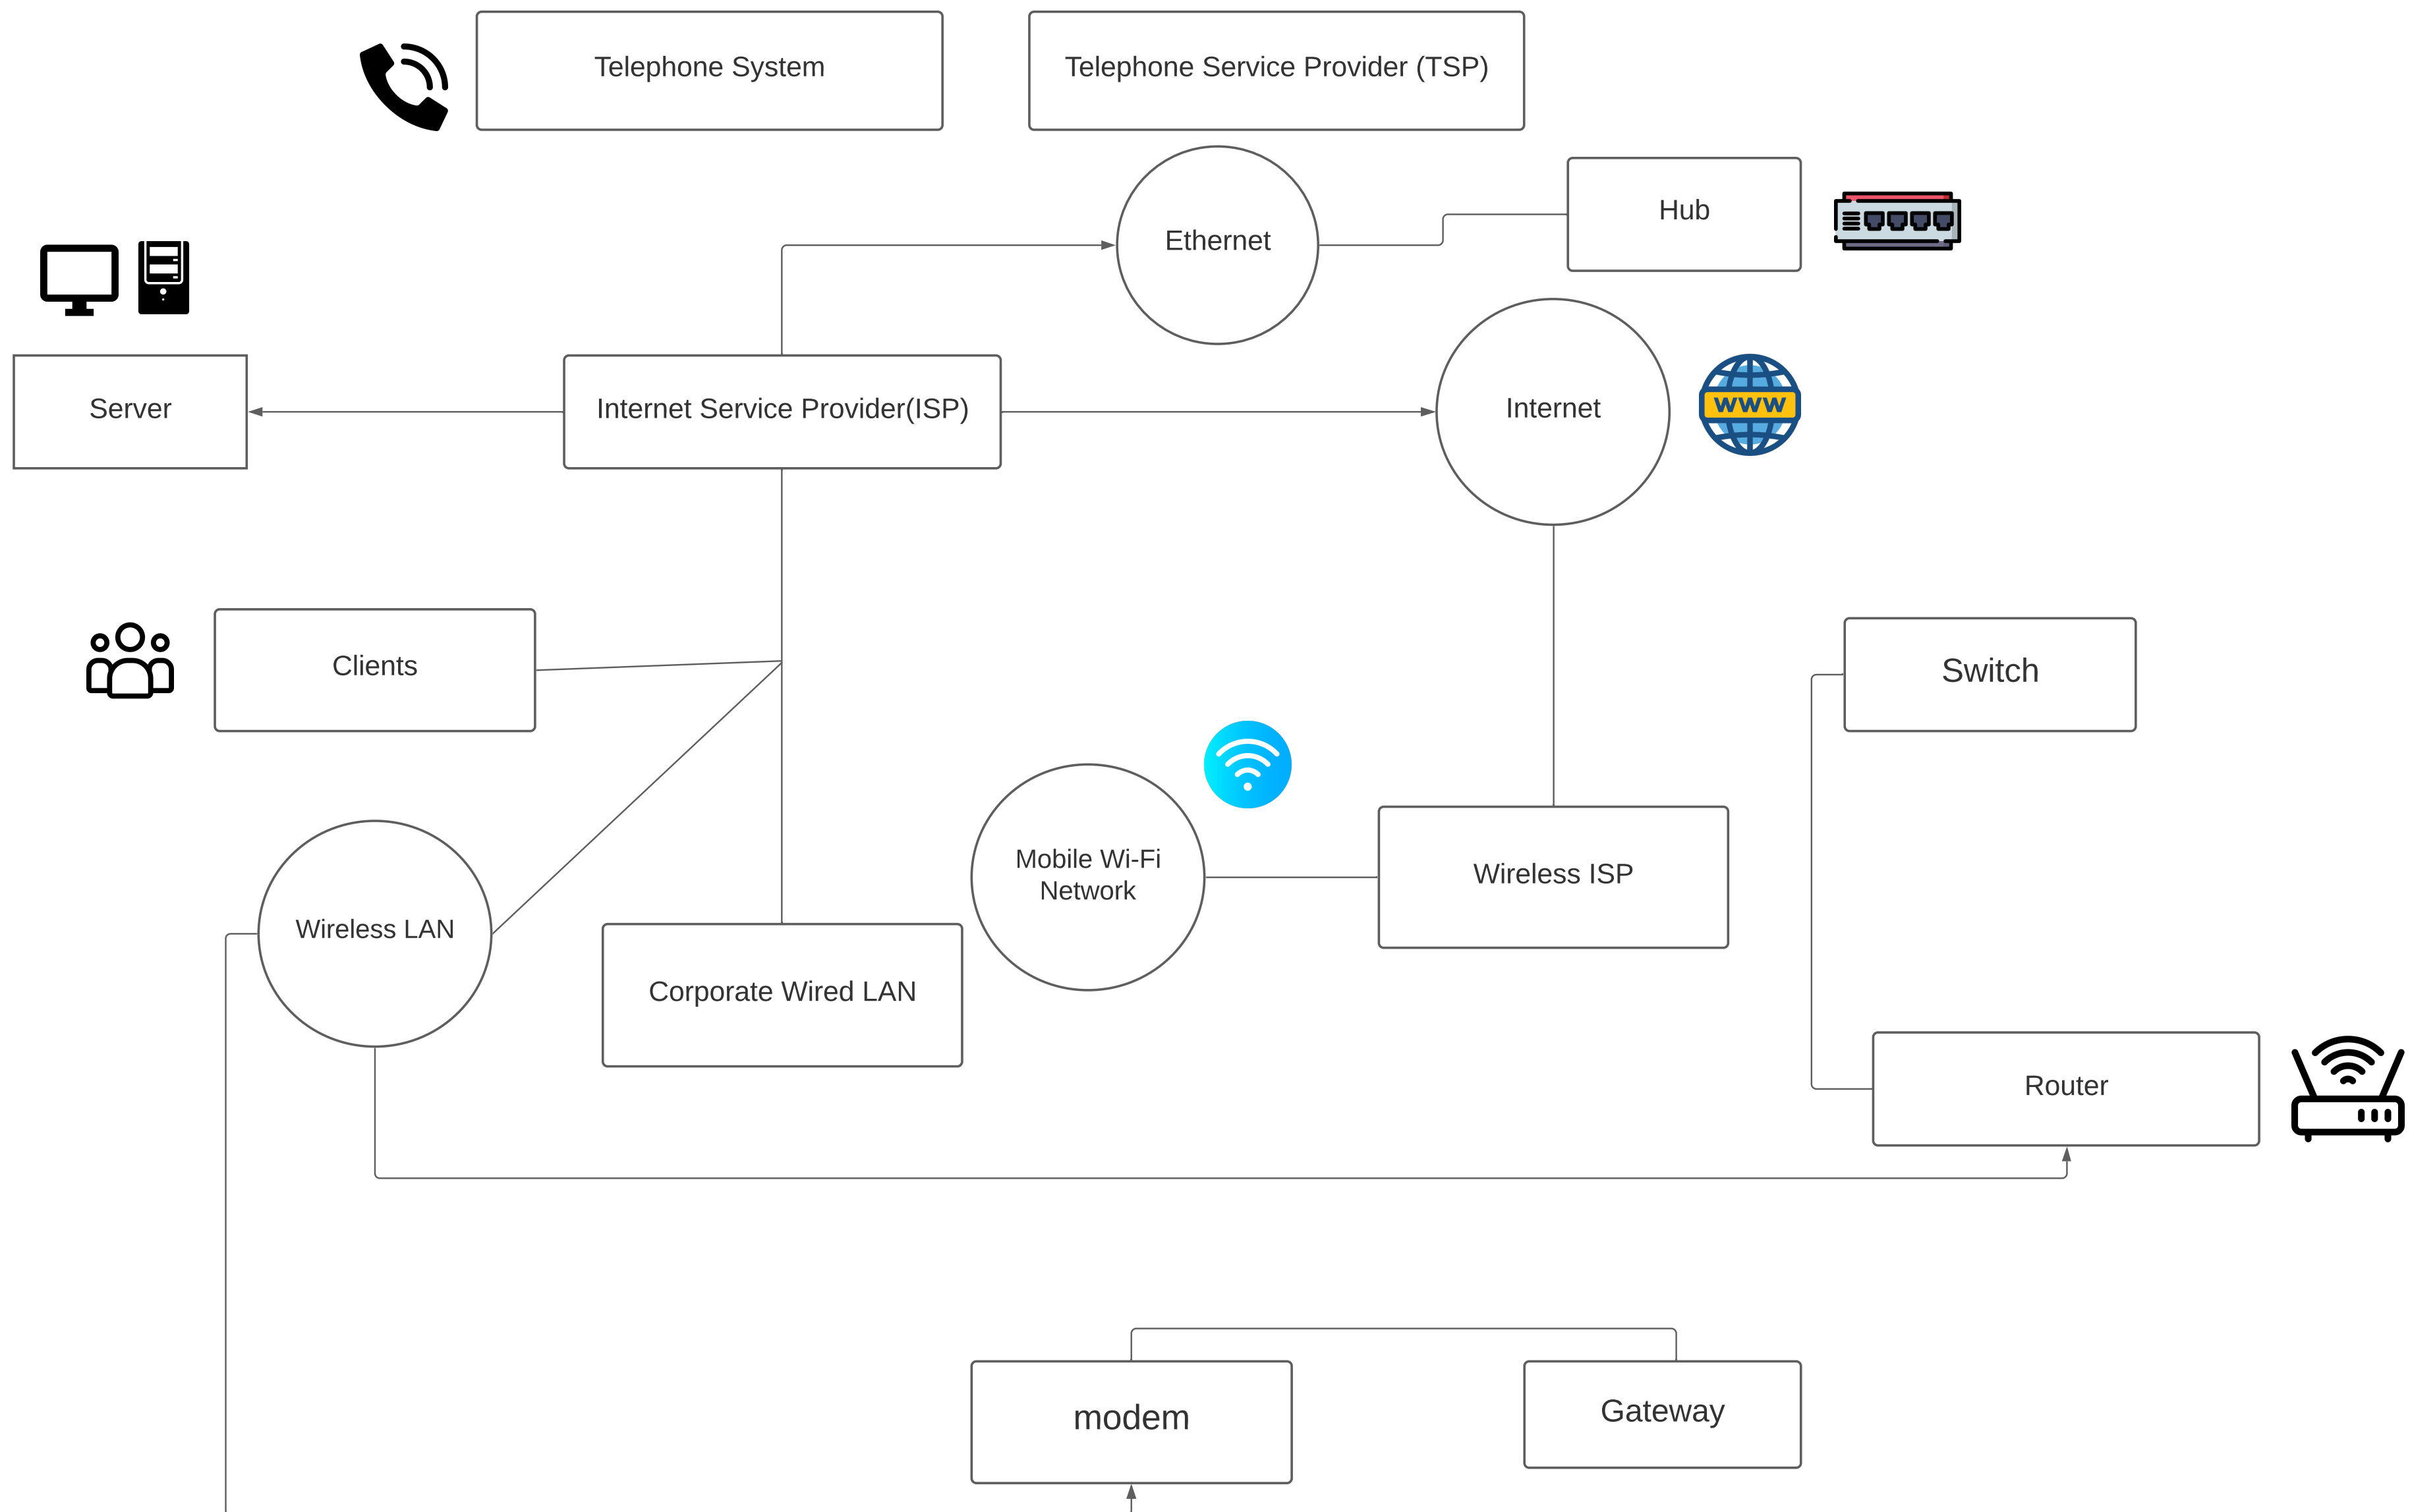 Telephone System
Telephone Service Provider (TSP)
Hub
Ethernet
Server
Internet Service Provider(ISP)
Internet
WWW
Clients
Switch
Mobile Wi-Fi
Network
Wireless ISP
Wireless LAN
Corporate Wired LAN
Router
modem
Gateway